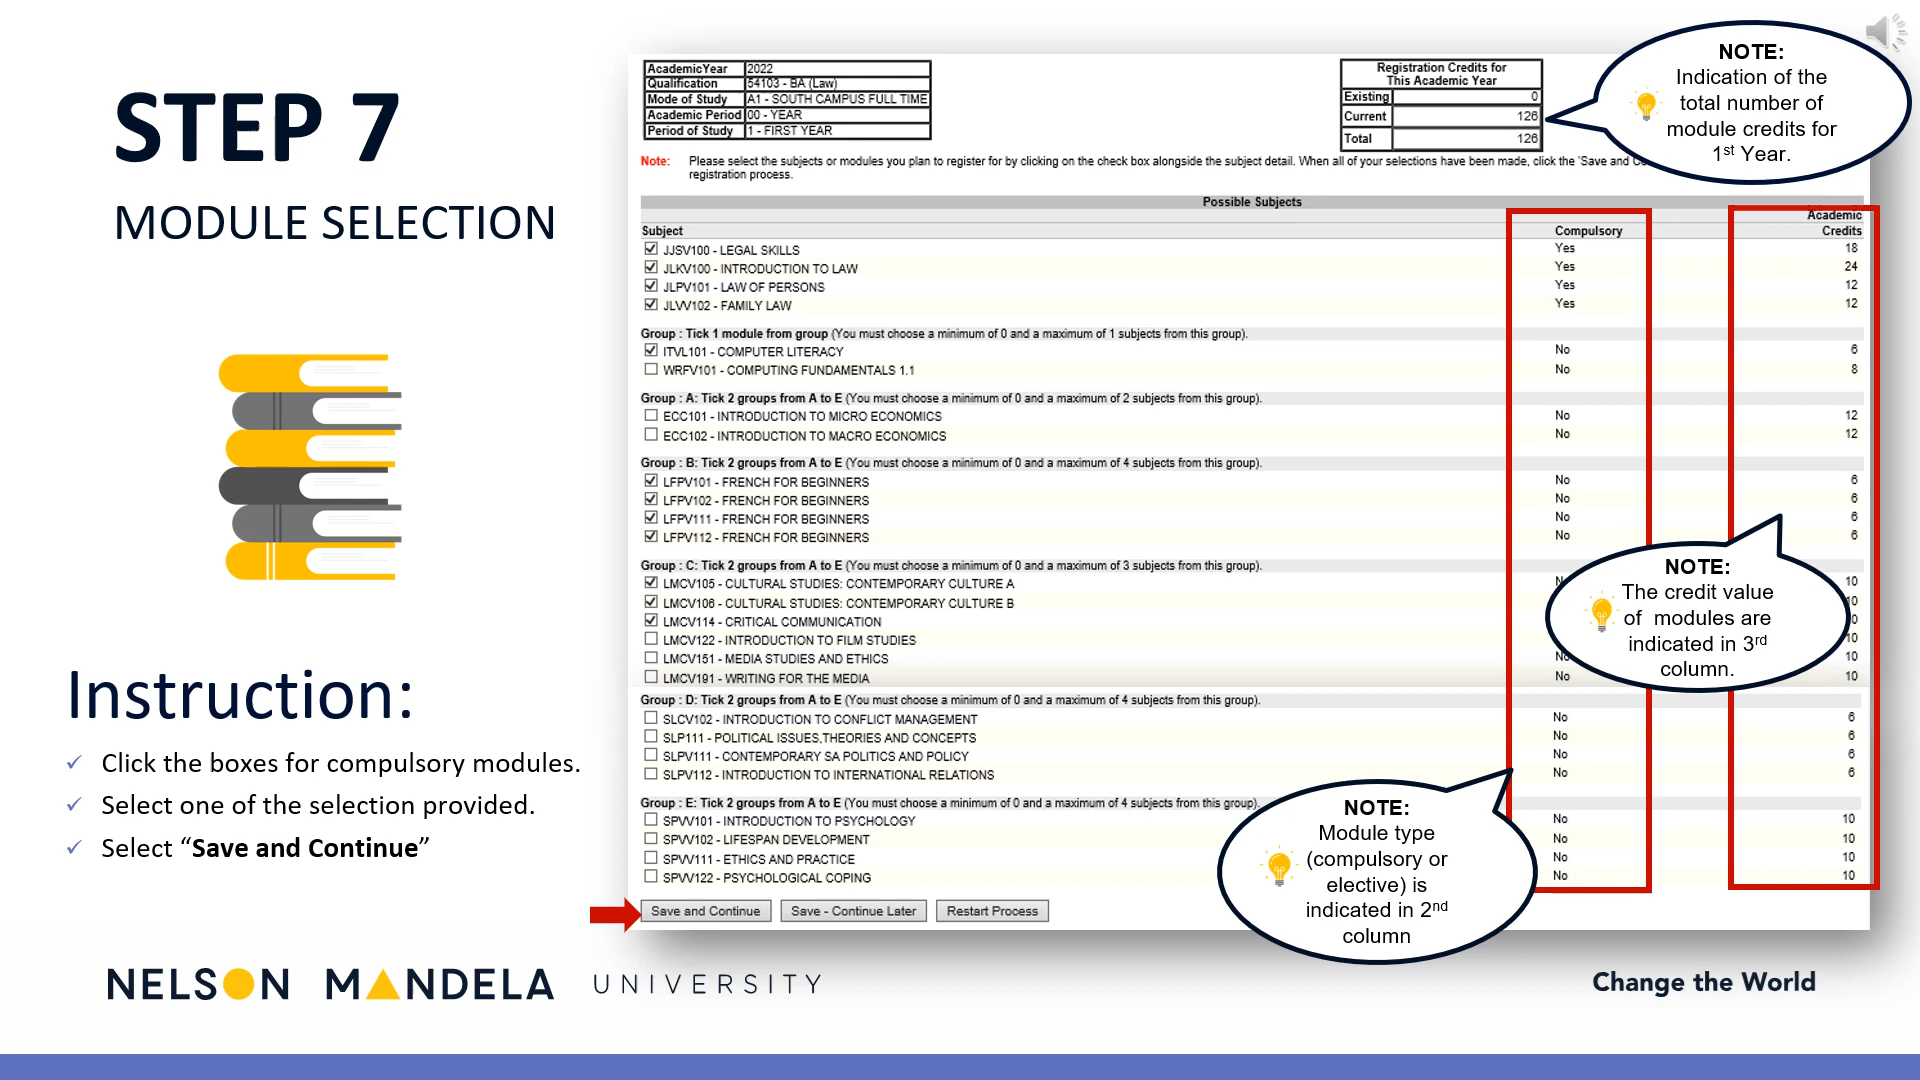 STEP 7
MODULE SELECTION
Instruction:
✓ Click the boxes for compulsory modules.
✓ Select one of the selection provided.
✓ Select “Save and Continue”
AcademicYear 2022
Qualification 54103 - BA (Law)
Mode of Study A1 - SOUTH CAMPUS FULL TIME
Academic Period 00 - YEAR
Period of Study 1 - FIRST YEAR
Registration Credits for
This Academic Year
Existing 0
Current 126
Total 126
NOTE:
Indication of the
total number of
module credits for
1st Year.
Note: Please select the subjects or modules you plan to register for by clicking on the check box alongside the subject detail. When all of your selections have been made, click the 'Save and
registration process.
Possible Subjects
Academic
Subject Compulsory Credits
JJSV100 - LEGAL SKILLS Yes 18
JLKV100 - INTRODUCTION TO LAW Yes 24
JLPV101 - LAW OF PERSONS Yes 12
JLVV102 - FAMILY LAW Yes 12
Group : Tick 1 module from group (You must choose a minimum of 0 and a maximum of 1 subjects from this group).
ITVL101 - COMPUTER LITERACY No 6
WRFV101 - COMPUTING FUNDAMENTALS 1.1 No 8
Group : A: Tick 2 groups from A to E (You must choose a minimum of 0 and a maximum of 2 subjects from this group).
ECC101 - INTRODUCTION TO MICRO ECONOMICS No 12
ECC102 - INTRODUCTION TO MACRO ECONOMICS No 12
Group : B: Tick 2 groups from A to E (You must choose a minimum of 0 and a maximum of 4 subjects from this group).
LFPV101 - FRENCH FOR BEGINNERS No 6
LFPV102 - FRENCH FOR BEGINNERS No 6
LFPV111 - FRENCH FOR BEGINNERS No 6
LFPV112 - FRENCH FOR BEGINNERS No 6
Group : C: Tick 2 groups from A to E (You must choose a minimum of 0 and a maximum of 3 subjects from this group).
LMCV105 - CULTURAL STUDIES: CONTEMPORARY CULTURE A 10
LMCV106 - CULTURAL STUDIES: CONTEMPORARY CULTURE B 10
LMCV114 - CRITICAL COMMUNICATION
LMCV122 - INTRODUCTION TO FILM STUDIES 10
LMCV151 - MEDIA STUDIES AND ETHICS No 10
LMCV191 - WRITING FOR THE MEDIA No 10
NOTE:
The credit value
of modules are
indicated in 3rd
column.
Group : D: Tick 2 groups from A to E (You must choose a minimum of 0 and a maximum of 4 subjects from this group).
SLCV102 - INTRODUCTION TO CONFLICT MANAGEMENT No 6
SLP111 - POLITICAL ISSUES,THEORIES AND CONCEPTS No 6
SLPV111 - CONTEMPORARY SA POLITICS AND POLICY No 6
SLPV112 - INTRODUCTION TO INTERNATIONAL RELATIONS No 6
Group : E: Tick 2 groups from A to E (You must choose a minimum of 0 and a maximum of 4 subjects from this group).
SPVV101 - INTRODUCTION TO PSYCHOLOGY No 10
SPVV102 - LIFESPAN DEVELOPMENT No 10
SPVV111 - ETHICS AND PRACTICE No 10
SPVV122 - PSYCHOLOGICAL COPING No 10
NOTE:
Module type
(compulsory or
elective) is
indicated in 2nd
column
Save and Continue Save - Continue Later Restart Process
NELSON MANDELA UNIVERSITY
Change the World